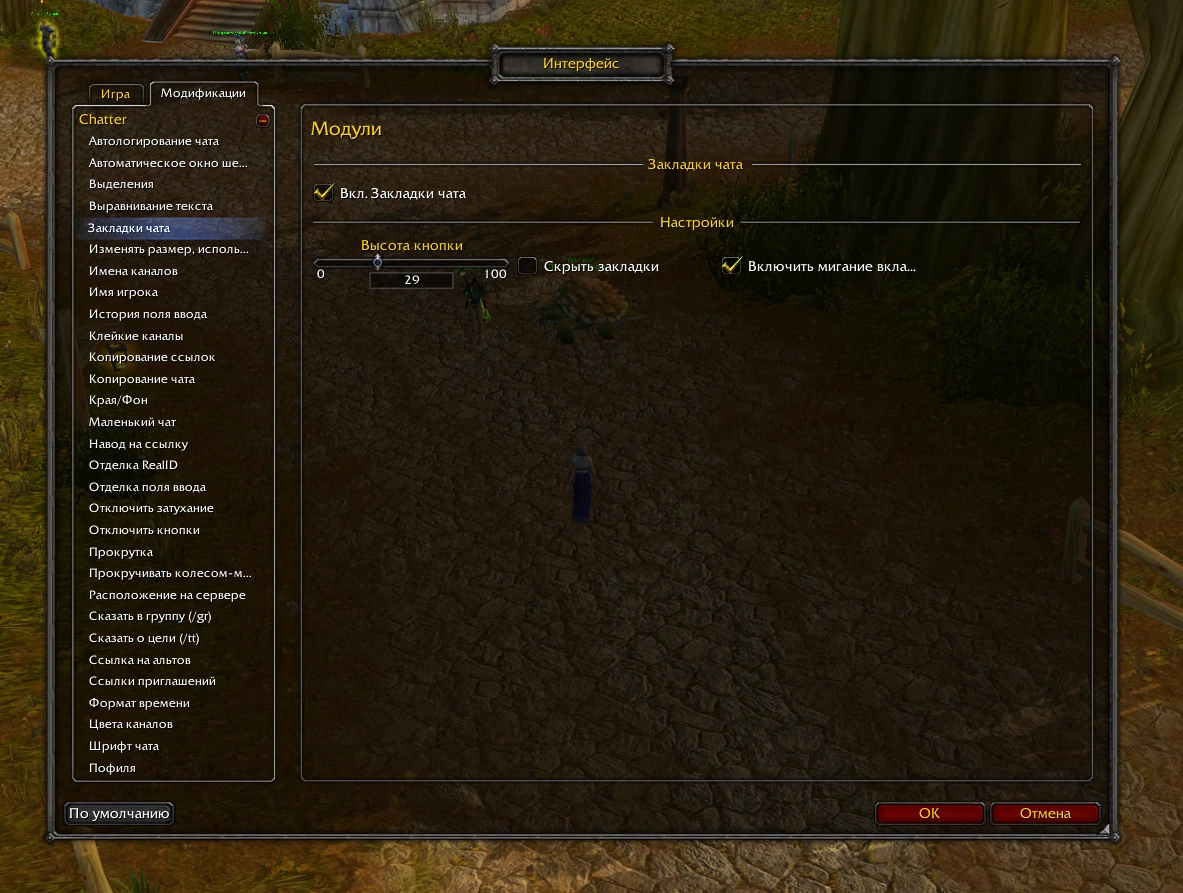 Интерфейс
Игра
Модификации
Chatter
Автологирование чата
Автоматическое окно ше...
Выделения
Выравнивание текста
Закладки чата
Изменять размер, исполь...
Имена каналов
Имя игрока
История поля ввода
Клейкие каналы
Копирование ссылок
Копирование чата
Края/Фон
Маленький чат
Навод на ссылку
Отделка RealID
Отделка поля ввода
Отключить затухание
Отключить кнопки
Прокрутка
Прокручивать колесом-м...
Расположение на сервере
Сказать в группу (/gr)
Сказать о цели (/tt)
Ссылка на альтов
Ссылки приглашений
Формат времени
Цвета каналов
Шрифт чата
Пофиля
Модули
Закладки чата
Вкл. Закладки чата
Настройки
Высота кнопки
0 29 100
Скрыть закладки
Включить мигание вкла...
По умолчанию
ОК
Отмена